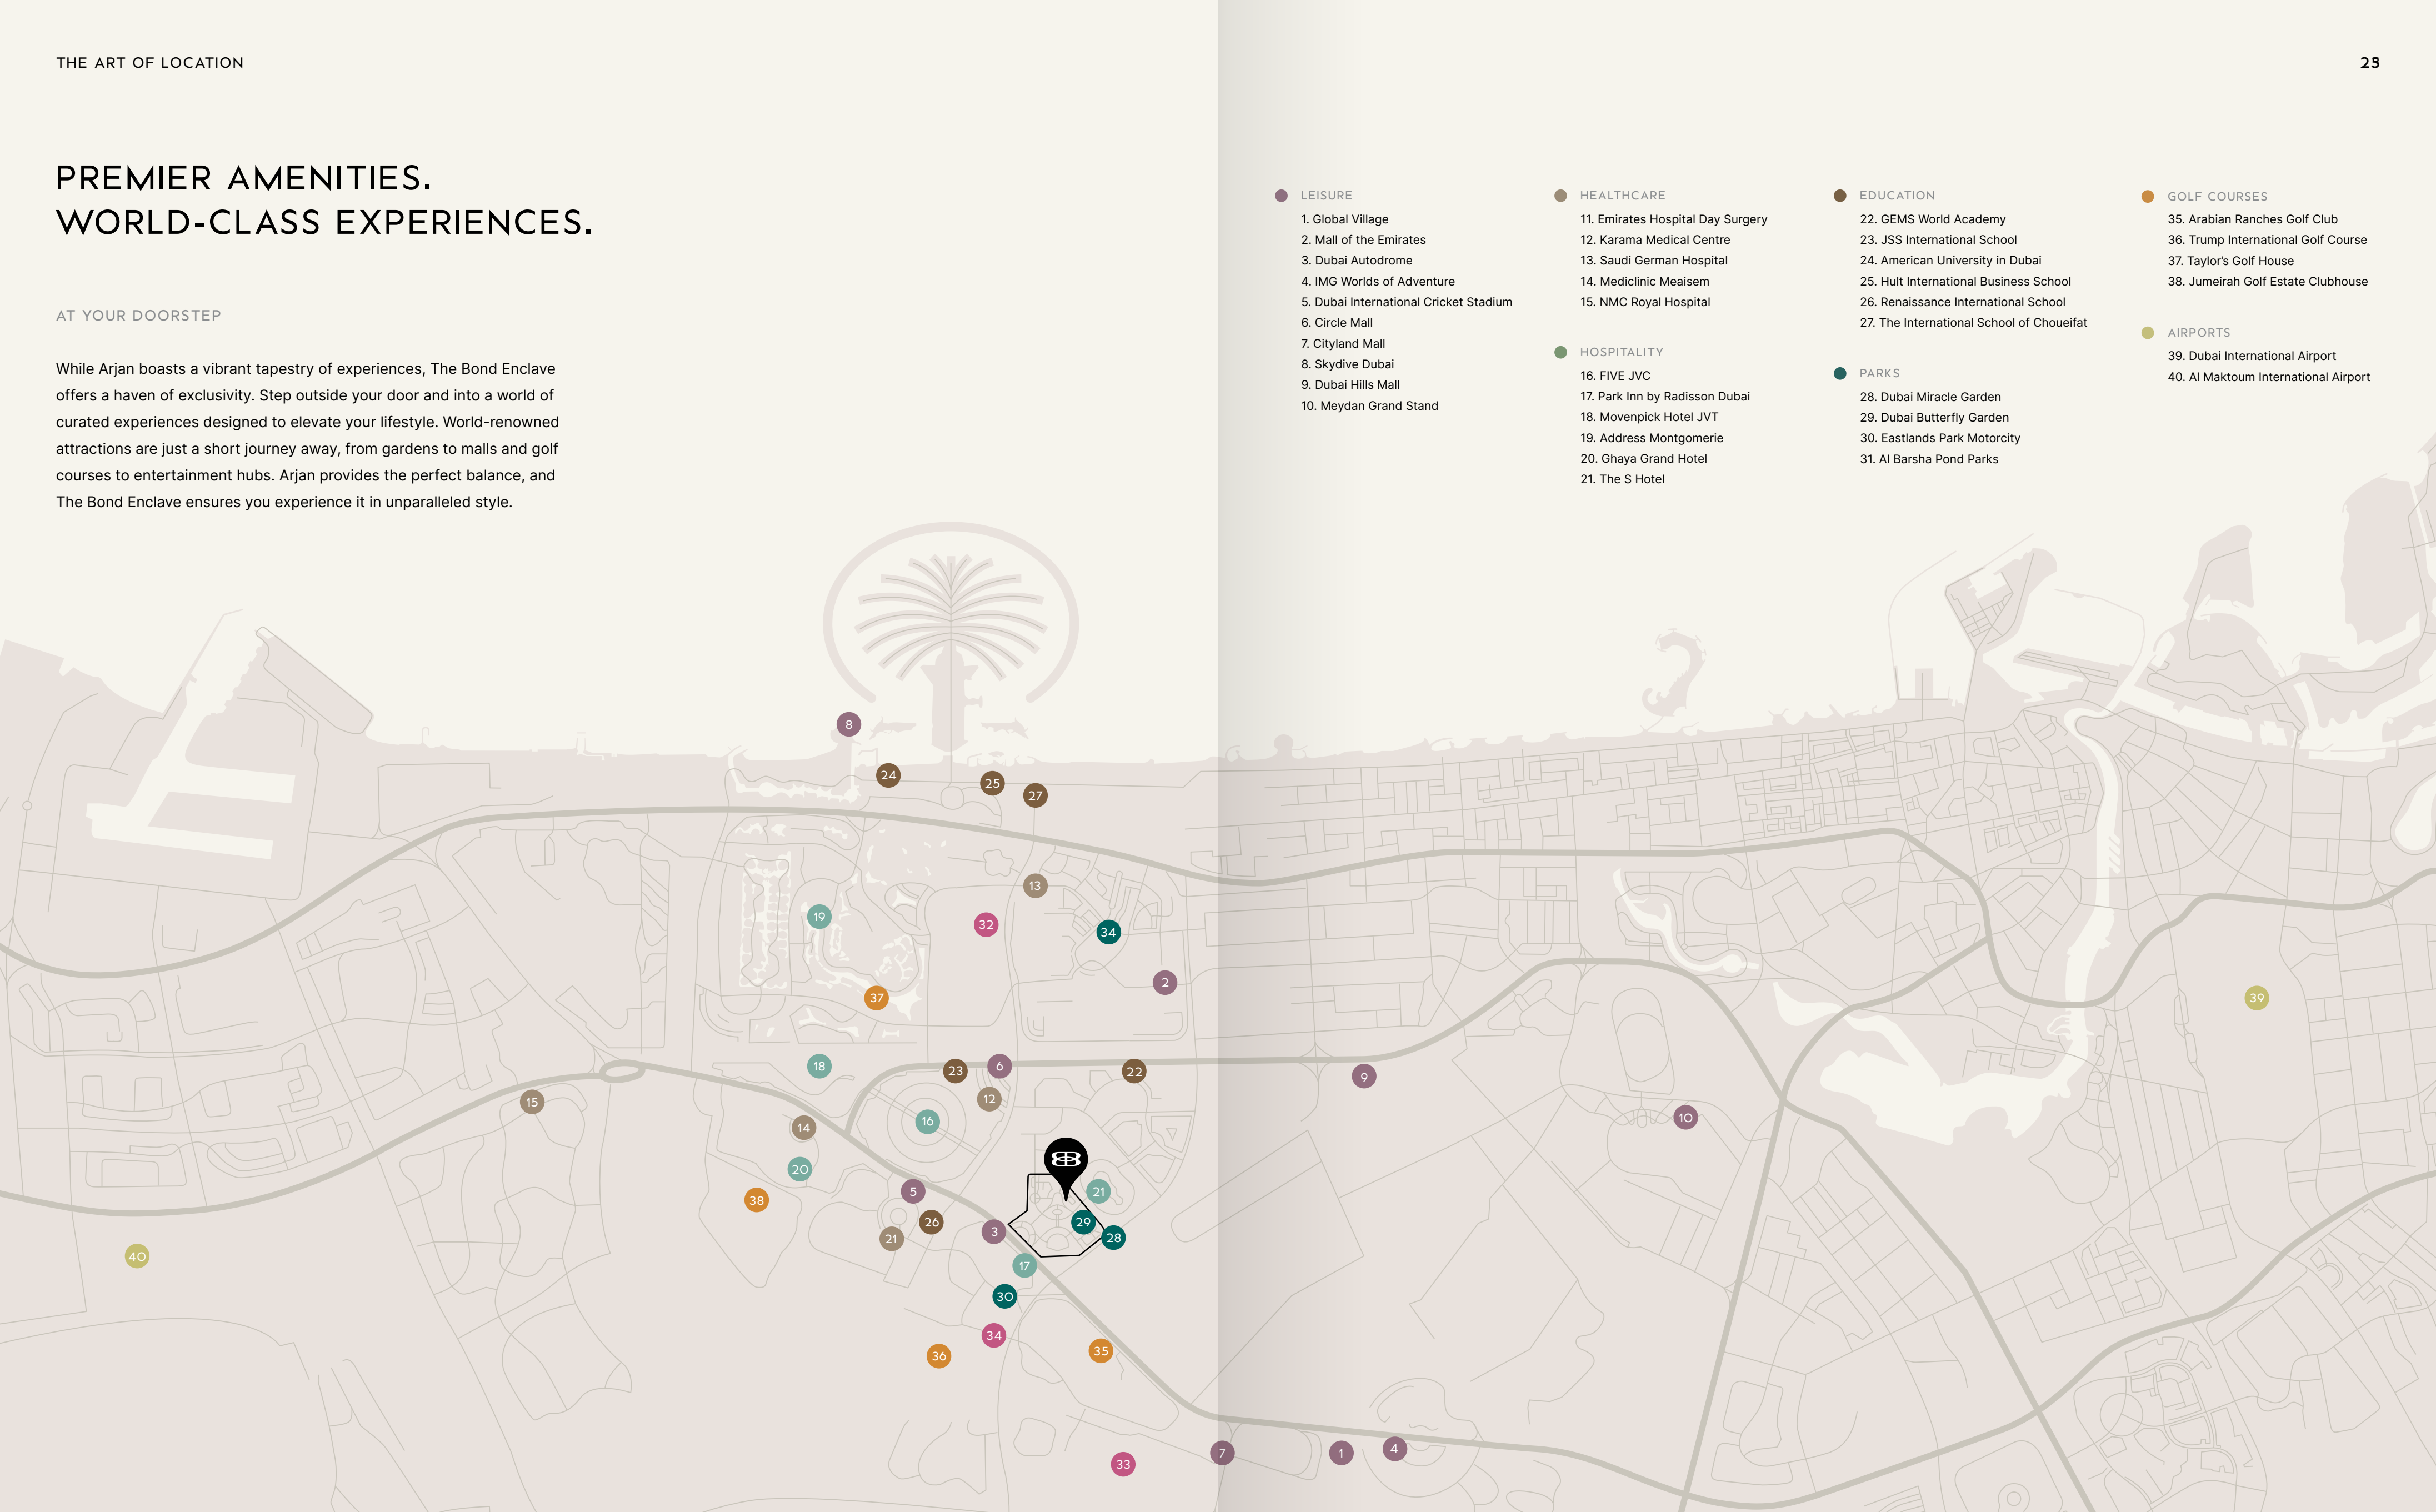 THE ART OF LOCATION
PREMIER AMENITIES.
WORLD-CLASS EXPERIENCES.
AT YOUR DOORSTEP
While Arjan boasts a vibrant tapestry of experiences, The Bond Enclave
offers a haven of exclusivity. Step outside your door and into a world of
curated experiences designed to elevate your lifestyle. World-renowned
attractions are just a short journey away, from gardens to malls and golf
courses to entertainment hubs. Arjan provides the perfect balance, and
The Bond Enclave ensures you experience it in unparalleled style.
LEISURE
1. Global Village
2. Mall of the Emirates
3. Dubai Autodrome
4. IMG Worlds of Adventure
5. Dubai International Cricket Stadium
6. Circle Mall
7. Cityland Mall
8. Skydive Dubai
9. Dubai Hills Mall
10. Meydan Grand Stand
HEALTHCARE
11. Emirates Hospital Day Surgery
12. Karama Medical Centre
13. Saudi German Hospital
14. Mediclinic Meaisem
15. NMC Royal Hospital
HOSPITALITY
16. FIVE JVC
17. Park Inn by Radisson Dubai
18. Movenpick Hotel JVT
19. Address Montgomerie
20. Ghaya Grand Hotel
21. The S Hotel
EDUCATION
22. GEMS World Academy
23. JSS International School
24. American University in Dubai
25. Hult International Business School
26. Renaissance International School
27. The International School of Choueifat
PARKS
28. Dubai Miracle Garden
29. Dubai Butterfly Garden
30. Eastlands Park Motorcity
31. Al Barsha Pond Parks
GOLF COURSES
35. Arabian Ranches Golf Club
36. Trump International Golf Course
37. Taylor's Golf House
38. Jumeirah Golf Estate Clubhouse
AIRPORTS
39. Dubai International Airport
40. Al Maktoum International Airport
8
24
25
27
13
19
32
34
2
37
39
18
23
6
22
9
12
15
10
16
14
20
5
21
38
26
29
3
28
21
40
17
30
34
35
36
7
1
4
33